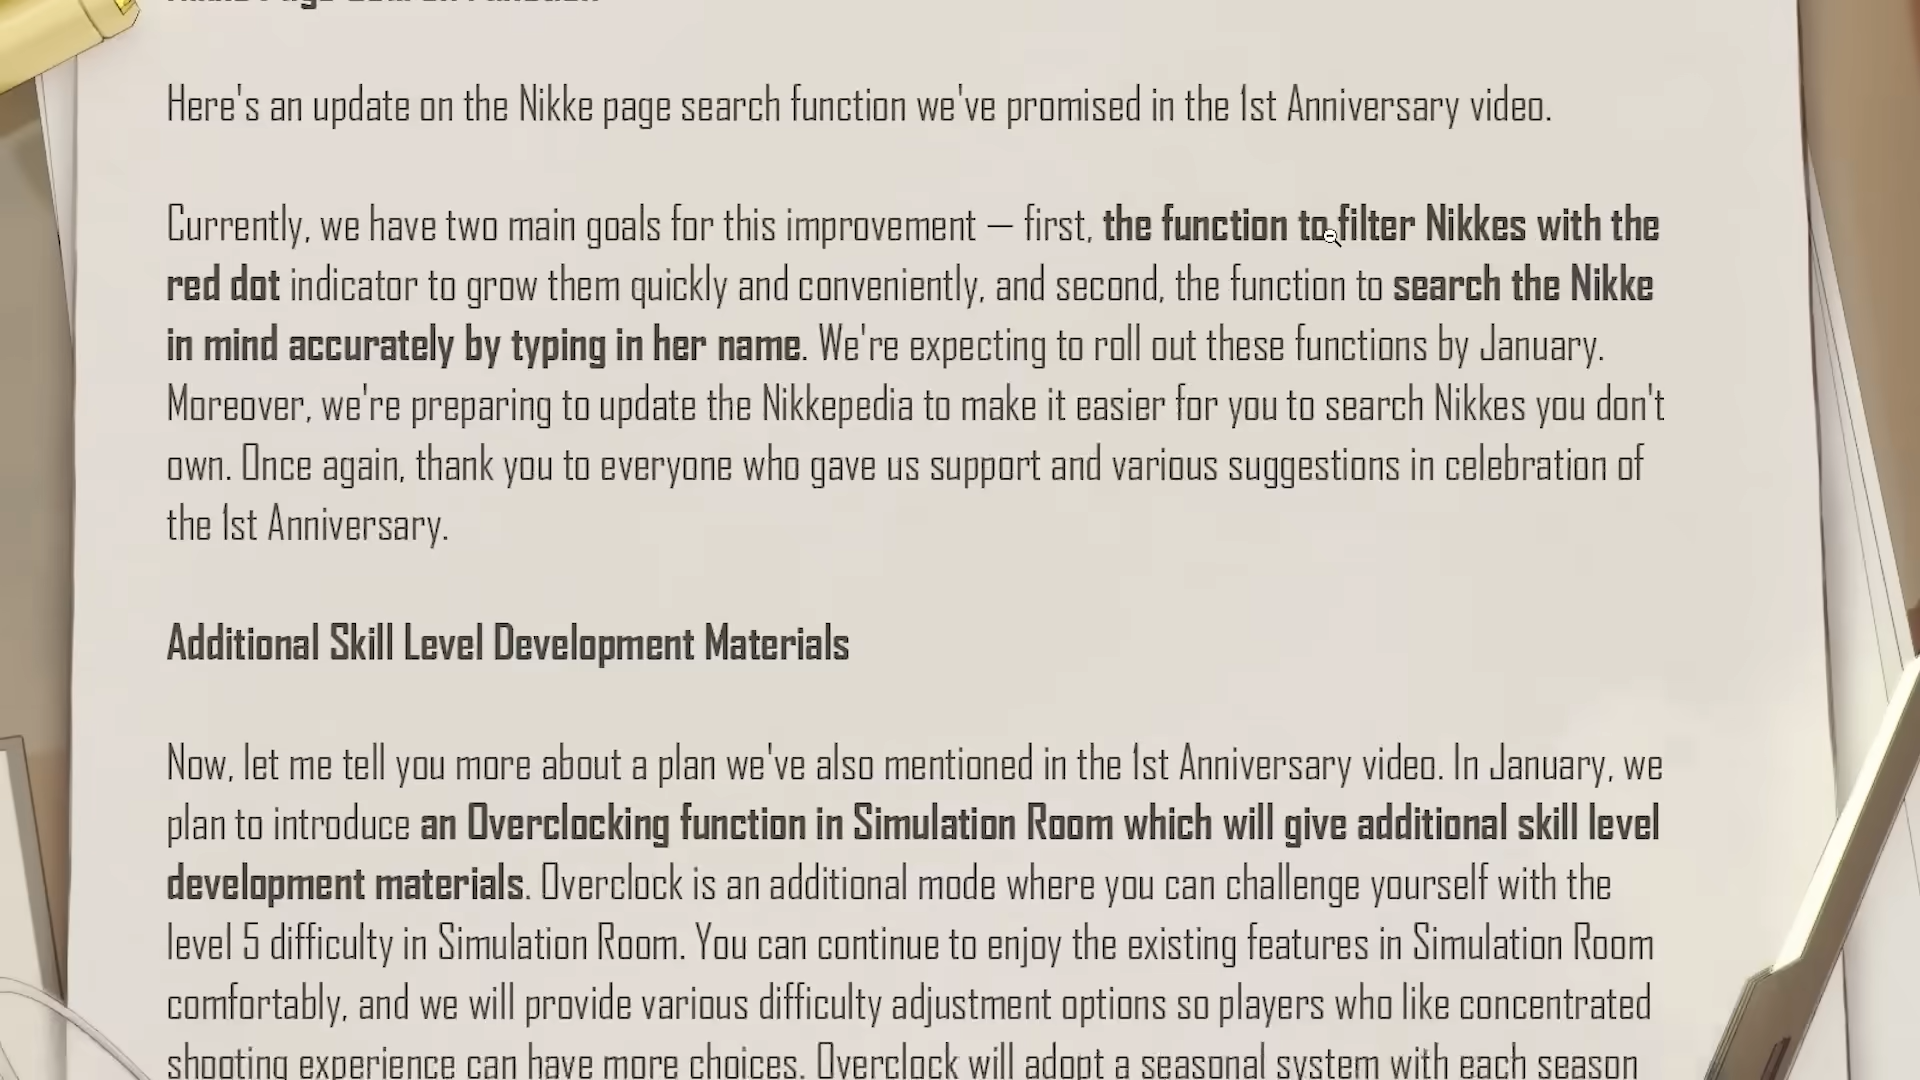 Here's an update on the Nikke page search function we've promised in the 1st Anniversary video.
Currently, we have two main goals for this improvement – first, the function to filter Nikkes with the
red dot indicator to grow them quickly and conveniently, and second, the function to search the Nikke
in mind accurately by typing in her name. We're expecting to roll out these functions by January.
Moreover, we're preparing to update the Nikkepedia to make it easier for you to search Nikkes you don't
own. Once again, thank you to everyone who gave us support and various suggestions in celebration of
the 1st Anniversary.
Additional Skill Level Development Materials
Now, let me tell you more about a plan we've also mentioned in the 1st Anniversary video. In January, we
plan to introduce an Overclocking function in Simulation Room which will give additional skill level
development materials. Overclock is an additional mode where you can challenge yourself with the
level 5 difficulty in Simulation Room. You can continue to enjoy the existing features in Simulation Room
comfortably, and we will provide various difficulty adjustment options so players who like concentrated
shooting experience can have more choices. Overclock will adopt a seasonal system with each season